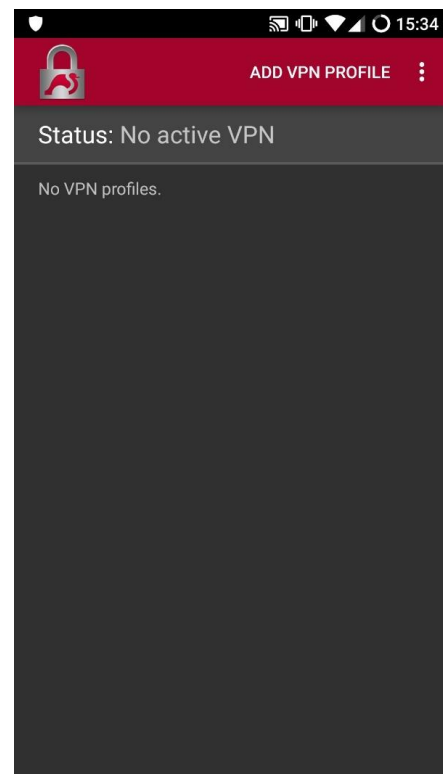 15:34
ADD VPN PROFILE
Status: No active VPN
No VPN profiles.